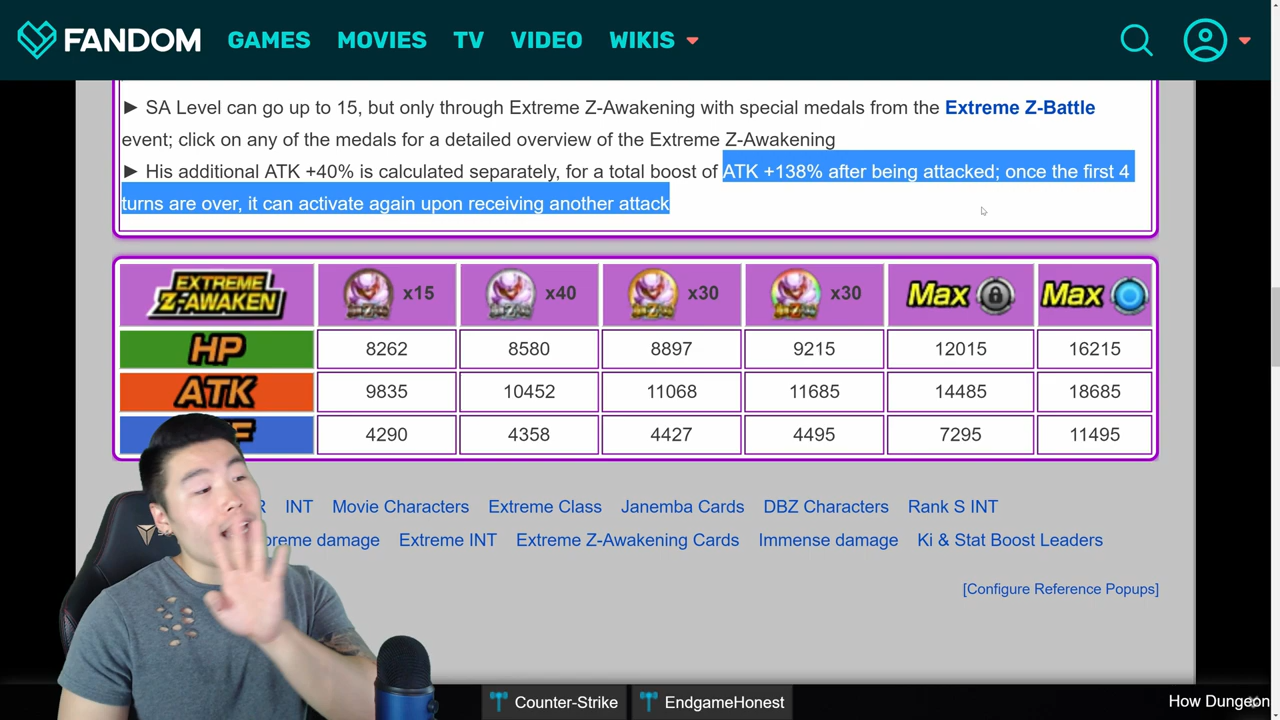 FANDOM GAMES MOVIES TV VIDEO WIKIS
► SA Level can go up to 15, but only through Extreme Z-Awakening with special medals from the Extreme Z-Battle
event; click on any of the medals for a detailed overview of the Extreme Z-Awakening
► His additional ATK +40% is calculated separately, for a total boost of ATK +138% after being attacked; once the first 4
turns are over, it can activate again upon receiving another attack
EXTREME Z-AWAKEN x15 x40 x30 x30 Max Max
HP 8262 8580 8897 9215 12015 16215
ATK 9835 10452 11068 11685 14485 18685
4290 4358 4427 4495 7295 11495
R INT Movie Characters Extreme Class Janemba Cards DBZ Characters Rank S INT
preme damage Extreme INT Extreme Z-Awakening Cards Immense damage Ki & Stat Boost Leaders
[Configure Reference Popups]
Counter-Strike EndgameHonest How Dungeon